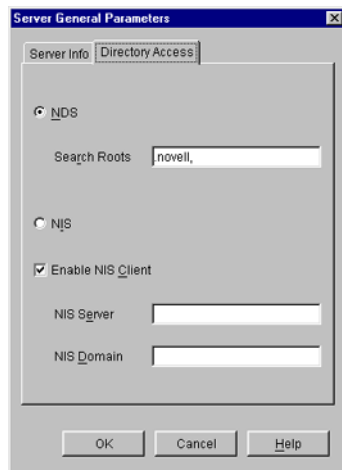 Server General Parameters
Server Info Directory Access
NDS
Search Roots .novell,
NIS
Enable NIS Client
NIS Server
NIS Domain
OK Cancel Help